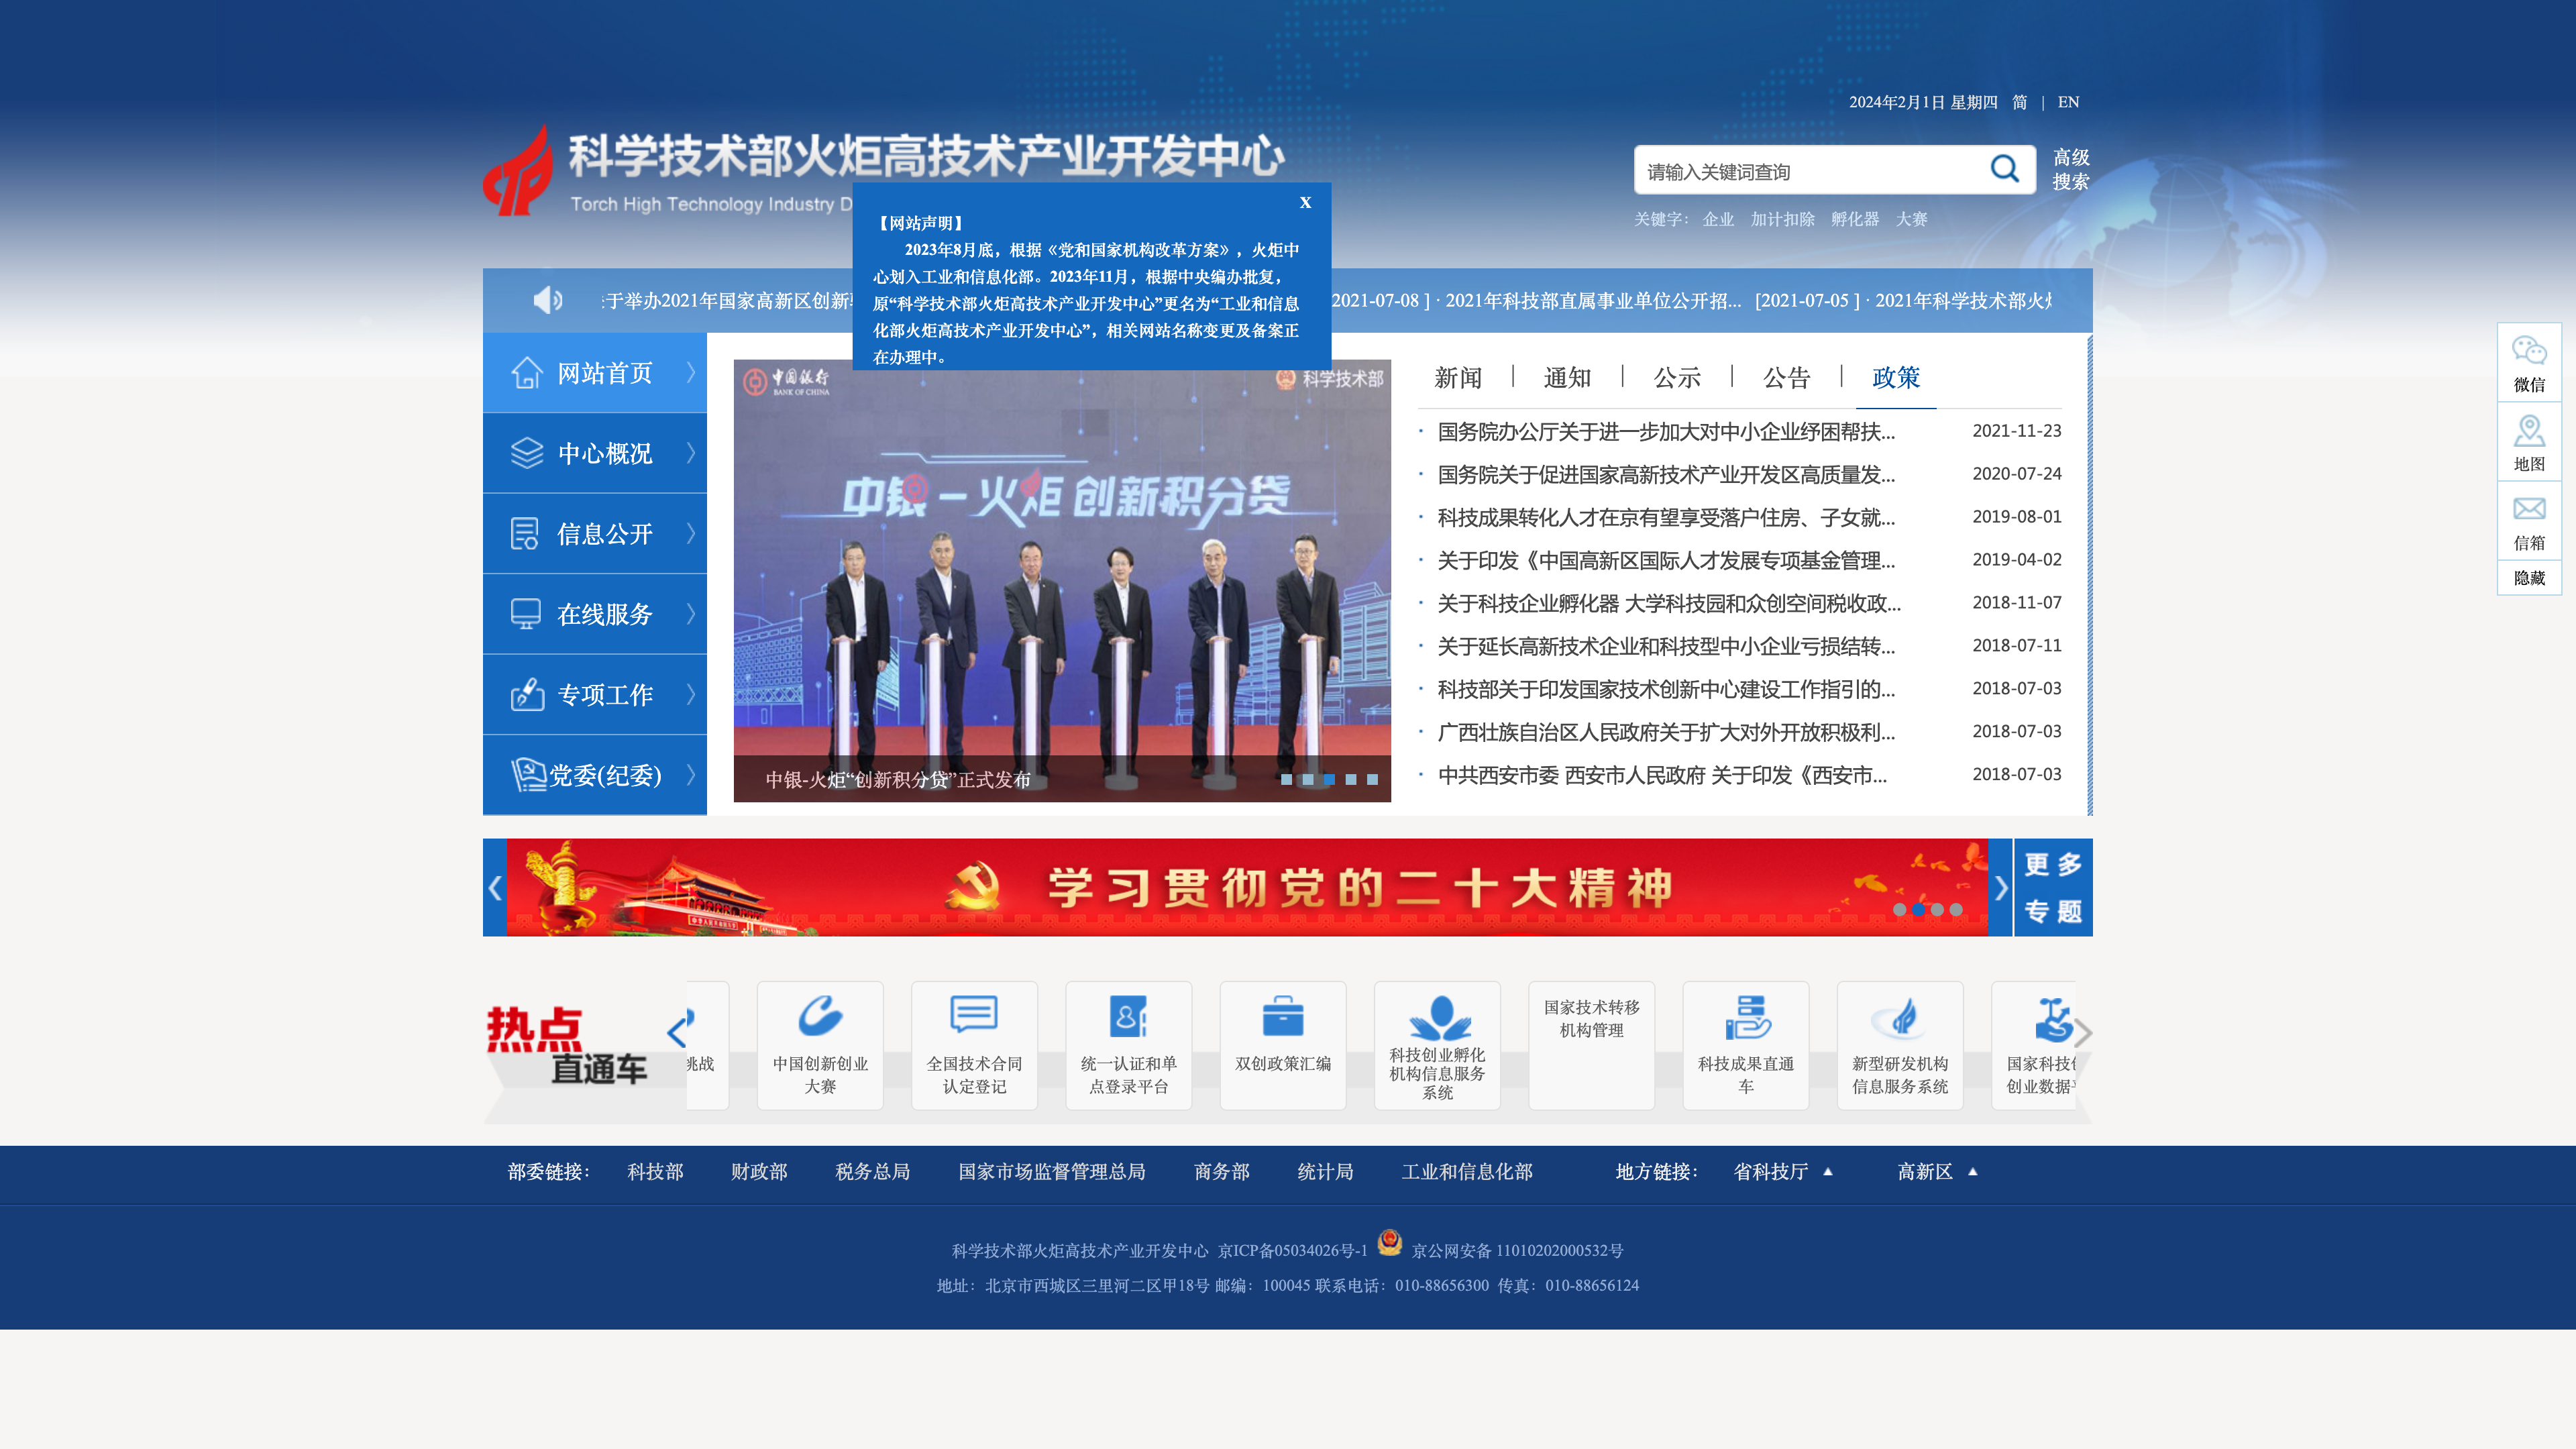 2024年2月1日 星期四 简 | EN
科学技术部火炬高技术产业开发中心
Torch High Technology Industry D
请输入关键词查询
高级
搜索
关键字： 企业 加计扣除 孵化器 大赛
x
【网站声明】
2023年8月底，根据《党和国家机构改革方案》，火炬中
心划入工业和信息化部。2023年11月，根据中央编办批复，
原“科学技术部火炬高技术产业开发中心”更名为“工业和信息
化部火炬高技术产业开发中心”，相关网站名称变更及备案正
在办理中。
于举办2021年国家高新区创新 2021-07-08 ] · 2021年科技部直属事业单位公开招... [2021-07-05 ] · 2021年科学技术部火
网站首页
中心概况
信息公开
在线服务
专项工作
党委(纪委)
中国银行
BANK OF CHINA
科学技术部
中银－火炬 创新积分贷
中银-火炬“创新积分贷”正式发布
新闻 | 通知 | 公示 | 公告 | 政策
· 国务院办公厅关于进一步加大对中小企业纾困帮扶... 2021-11-23
· 国务院关于促进国家高新技术产业开发区高质量发... 2020-07-24
· 科技成果转化人才在京有望享受落户住房、子女就... 2019-08-01
· 关于印发《中国高新区国际人才发展专项基金管理... 2019-04-02
· 关于科技企业孵化器 大学科技园和众创空间税收政... 2018-11-07
· 关于延长高新技术企业和科技型中小企业亏损结转... 2018-07-11
· 科技部关于印发国家技术创新中心建设工作指引的... 2018-07-03
· 广西壮族自治区人民政府关于扩大对外开放积极利... 2018-07-03
· 中共西安市委 西安市人民政府 关于印发《西安市... 2018-07-03
微信
地图
信箱
隐藏
学习贯彻党的二十大精神
更多
专题
热点
直通车
挑战
中国创新创业
大赛
全国技术合同
认定登记
统一认证和单
点登录平台
双创政策汇编
科技创业孵化
机构信息服务
系统
国家技术转移
机构管理
科技成果直通
车
新型研发机构
信息服务系统
国家科技
创业数据
部委链接： 科技部 财政部 税务总局 国家市场监督管理总局 商务部 统计局 工业和信息化部 地方链接： 省科技厅 ▲ 高新区 ▲
科学技术部火炬高技术产业开发中心 京ICP备05034026号-1 京公网安备 11010202000532号
地址：北京市西城区三里河二区甲18号 邮编：100045 联系电话：010-88656300 传真：010-88656124